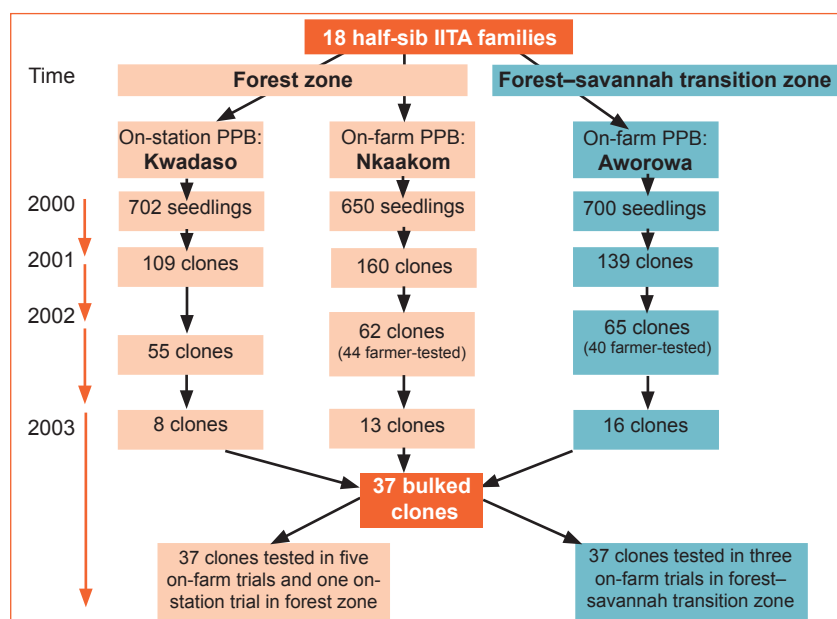 18 half-sib IITA families
Time
Forest zone
Forest–savannah transition zone
On-station PPB:
Kwadaso
On-farm PPB:
Nkaakom
On-farm PPB:
Aworowa
2000
702 seedlings
650 seedlings
700 seedlings
2001
109 clones
160 clones
139 clones
2002
55 clones
62 clones
(44 farmer-tested)
65 clones
(40 farmer-tested)
2003
8 clones
13 clones
16 clones
37 bulked
clones
37 clones tested in five
on-farm trials and one on-
station trial in forest zone
37 clones tested in three
on-farm trials in forest–
savannah transition zone